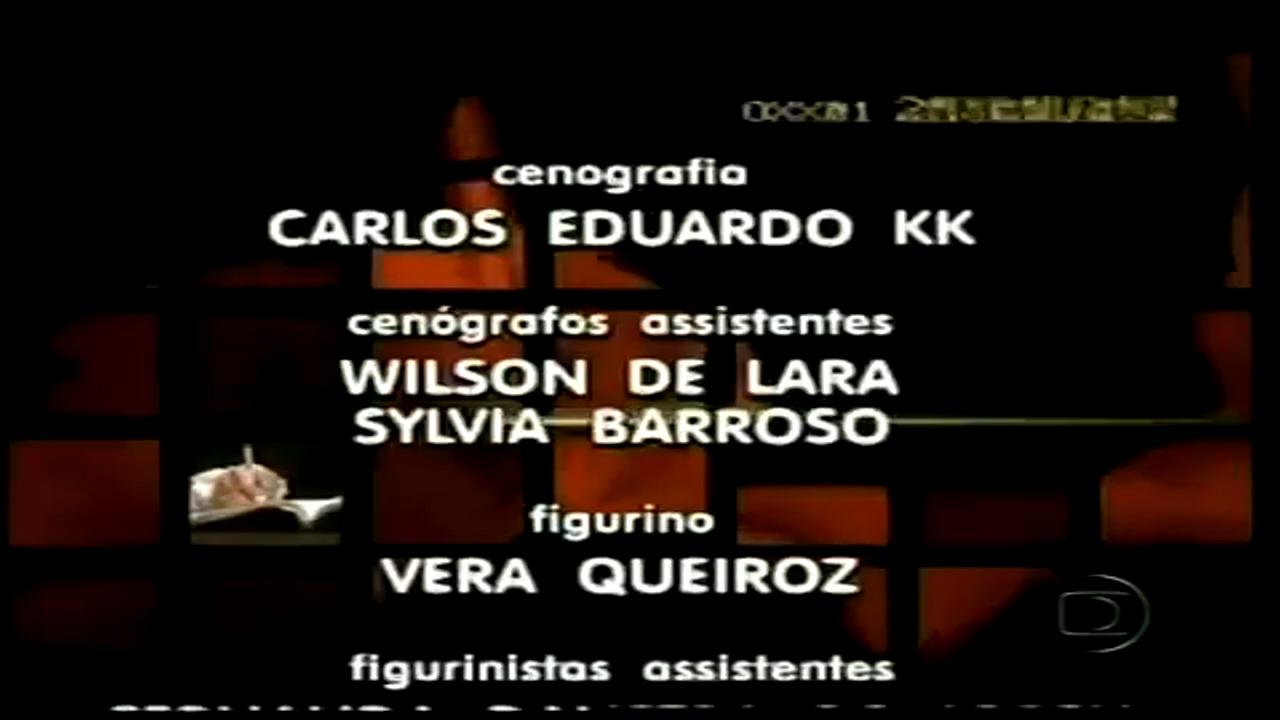 cenografia
CARLOS EDUARDO KK
cenógrafos assistentes
WILSON DE LARA
SYLVIA BARROSO
figurino
VERA QUEIROZ
figurinistas assistentes